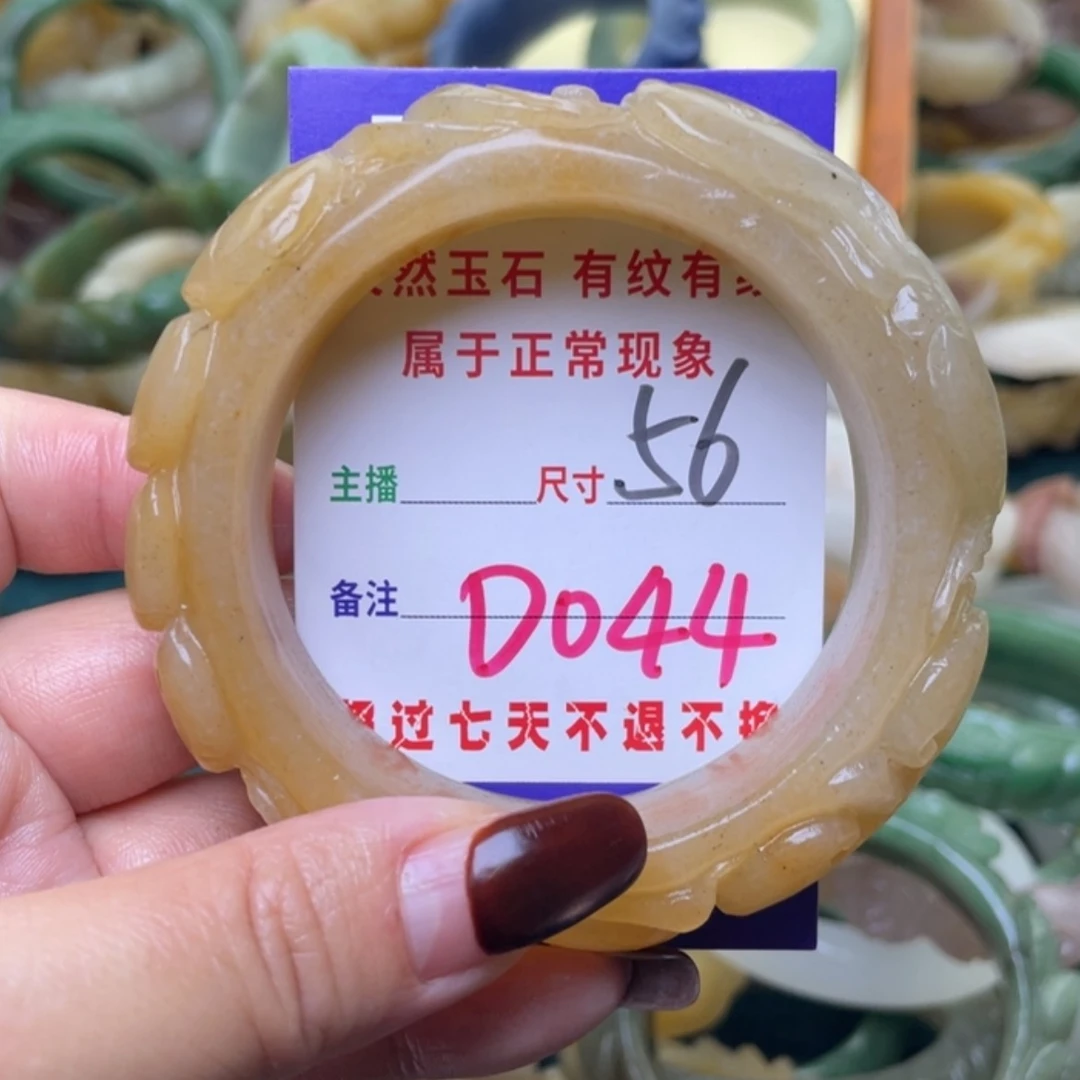 然玉石 有纹有
属于正常现象
主播 尺寸 56
备注 D044
过七天不退不换